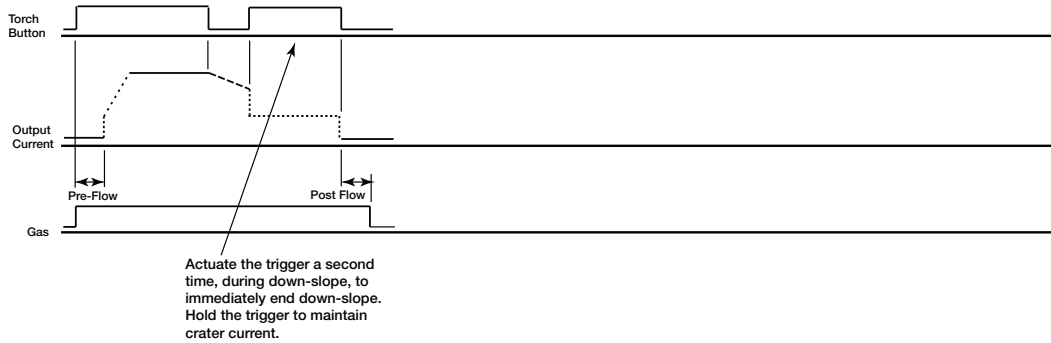 Torch
Button
Output
Current
Pre-Flow
Post Flow
Gas
Actuate the trigger a second
time, during down-slope, to
immediately end down-slope.
Hold the trigger to maintain
crater current.